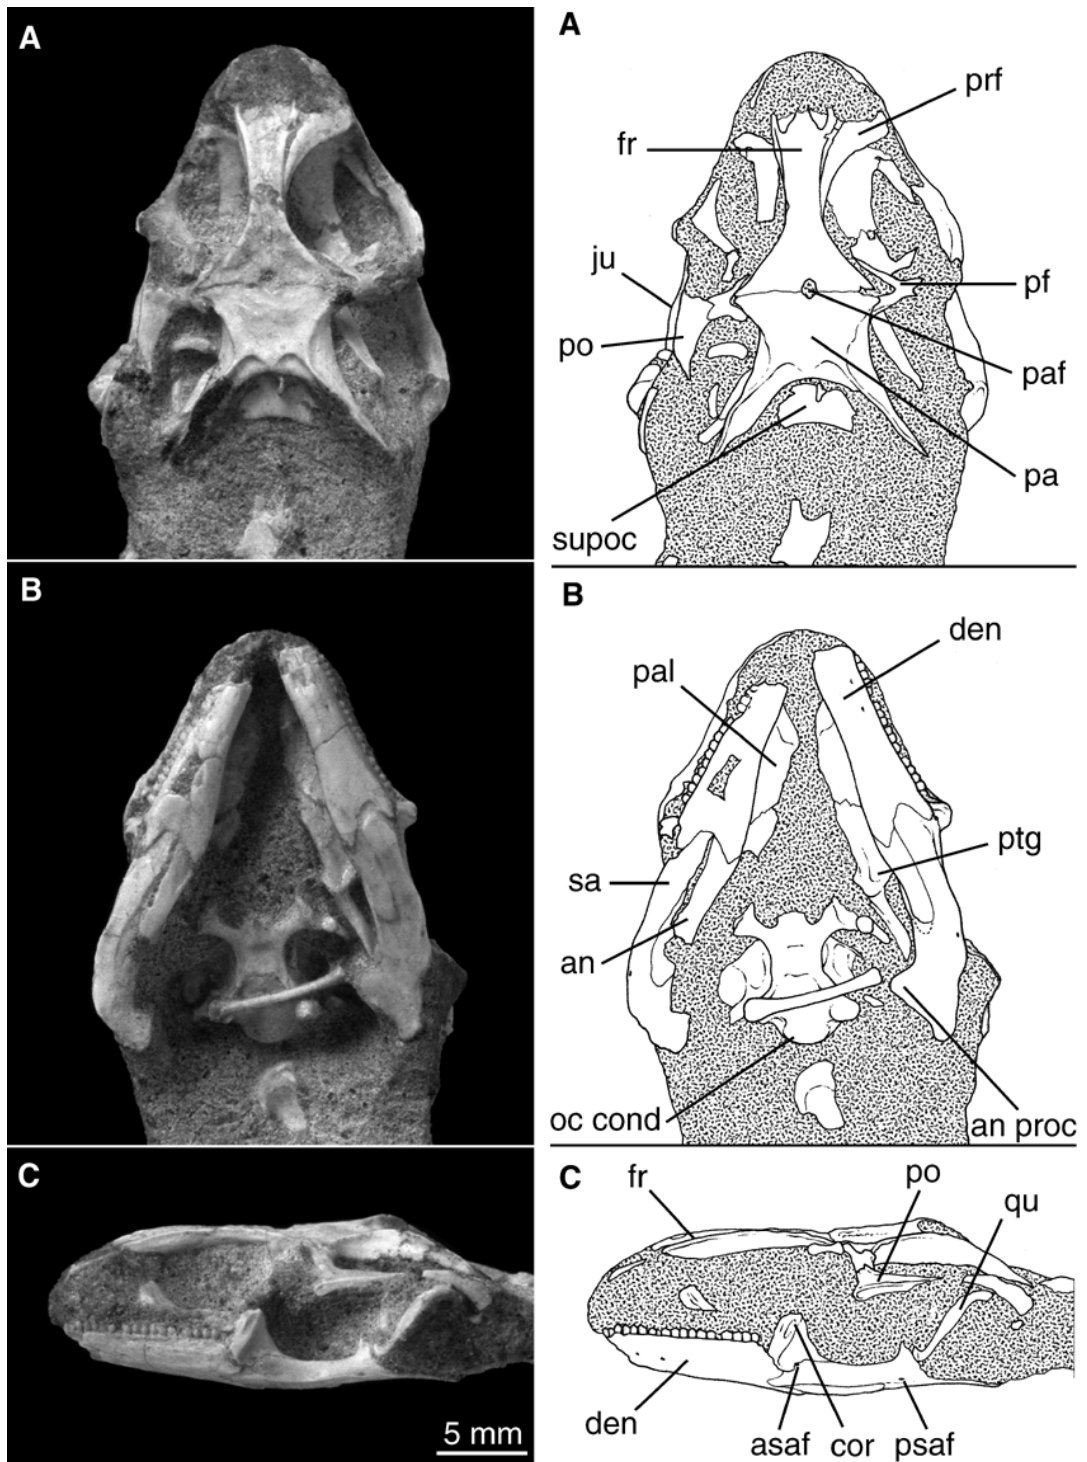 A
A
prf
fr
ju
pf
po
paf
pa
supoc
B
B
den
pal
ptg
sa
an
oc cond
an proc
C
C
fr
po
qu
den
asaf
cor
psaf
5 mm